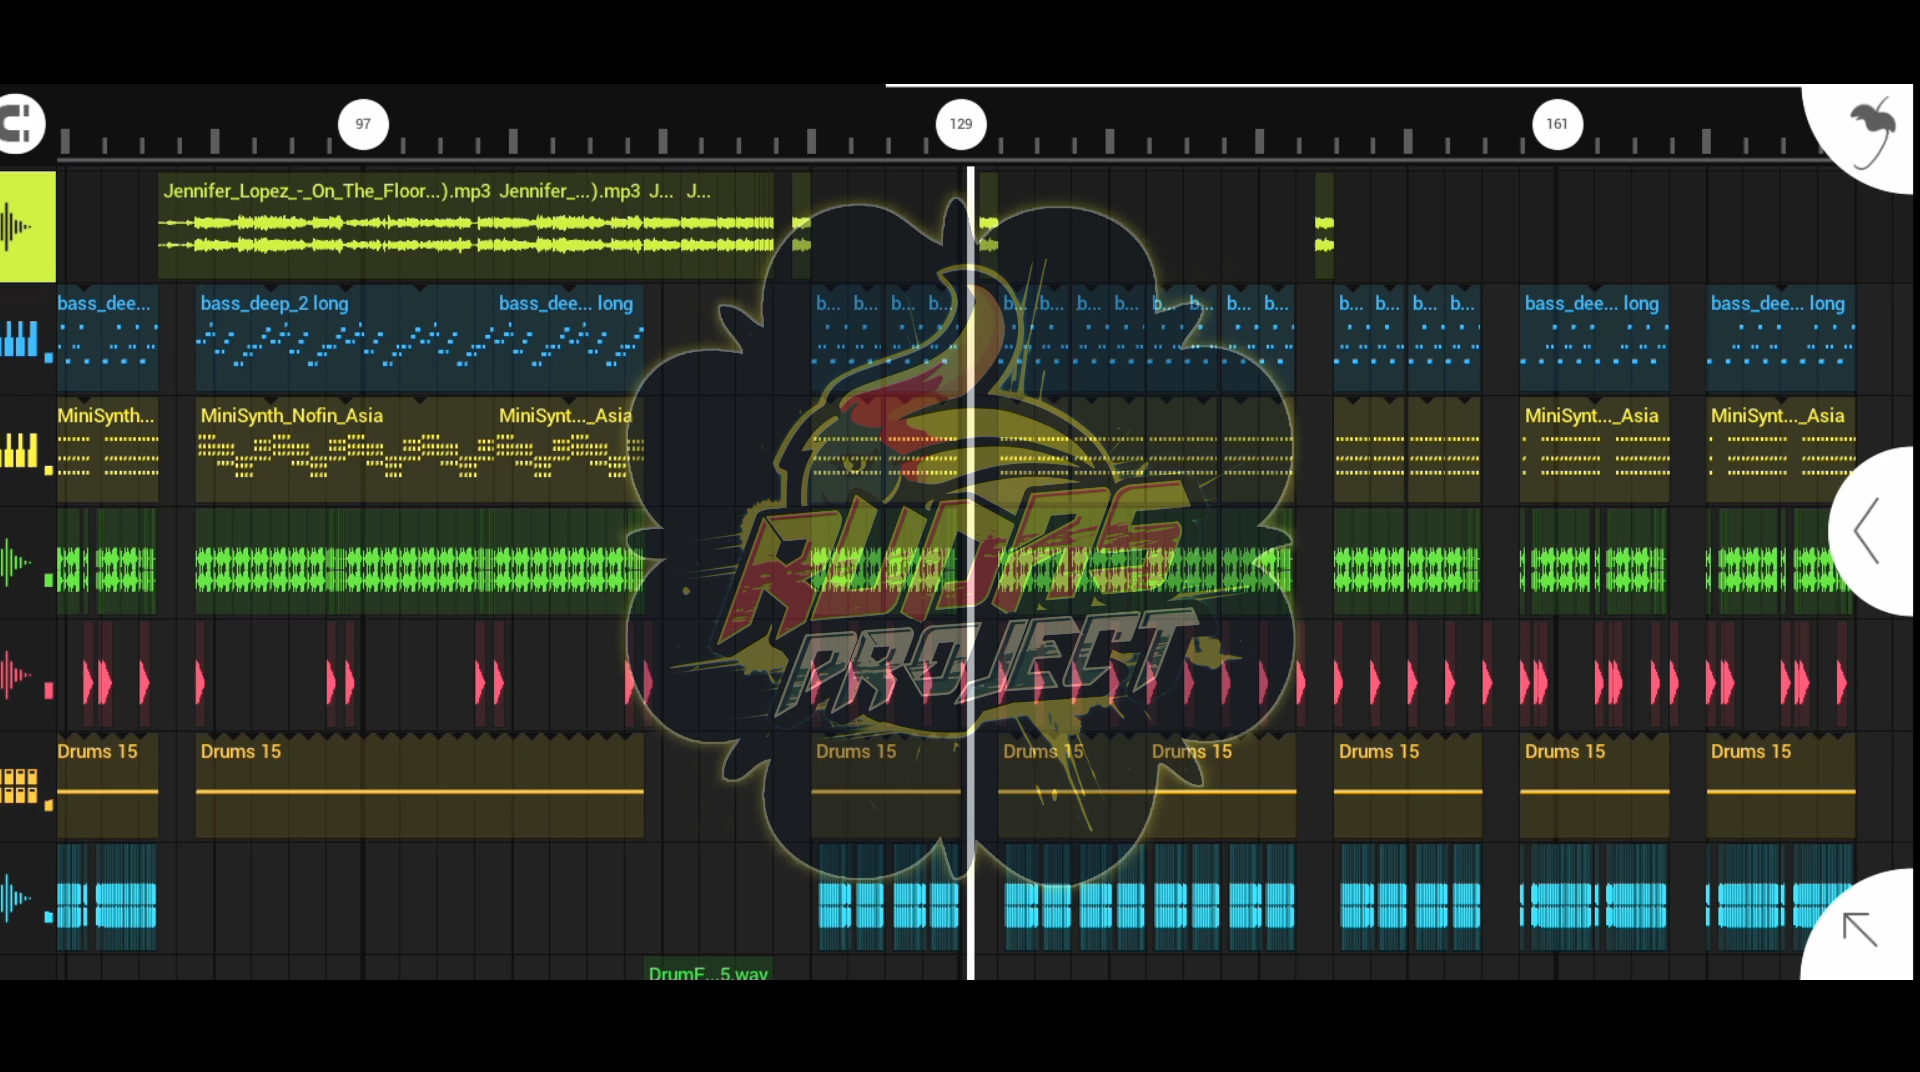 97 129 161
Jennifer_Lopez_-_On_The_Floor...).mp3 Jennifer_...).mp3 J... J...
bass_dee... bass_deep_2 long bass_dee... long b... b... b... b... b... b... b... b... b... b... b... b... b... b... b... b... bass_dee... long bass_dee... long
MiniSynth... MiniSynth_Nofin_Asia MiniSynt..._Asia MiniSynt..._Asia MiniSynt..._Asia
RUDAS
PROJECT
Drums 15 Drums 15 Drums 15 Drums 15 Drums 15 Drums 15 Drums 15 Drums 15
DrumF...5.wav